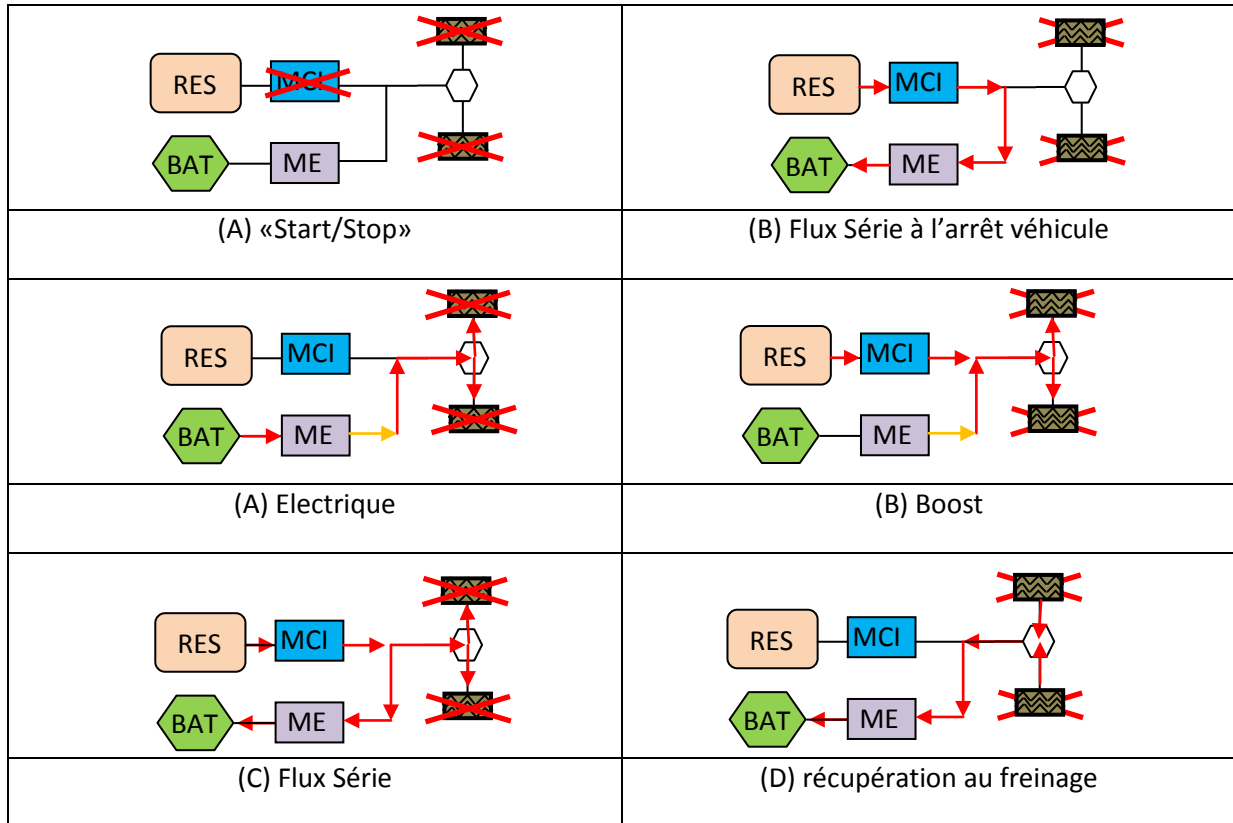 RES
MCI
BAT
ME
RES
MCI
BAT
ME
(A) «Start/Stop»
(B) Flux Série à l’arrêt véhicule
RES
MCI
BAT
ME
RES
MCI
BAT
ME
(A) Electrique
(B) Boost
RES
MCI
BAT
ME
RES
MCI
BAT
ME
(C) Flux Série
(D) récupération au freinage